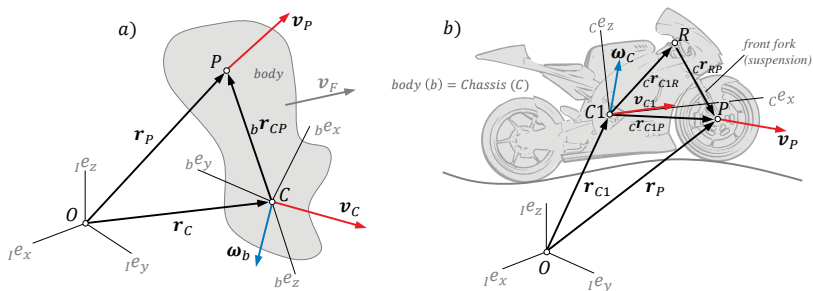 a)
v_P
P
body
v_F
r_P
_b r_CP
_b e_x
_b e_y
_I e_z
O
C
r_C
v_C
_I e_x
_I e_y
ω_b
_b e_z
b)
_C e_z
R
ω_C
front fork
(suspension)
_C r_C1R
_C r_RP
body (b) = Chassis (C)
v_C1
_C e_x
C1
_C r_C1P
P
v_P
r_C1
r_P
_I e_z
_I e_x
O
_I e_y